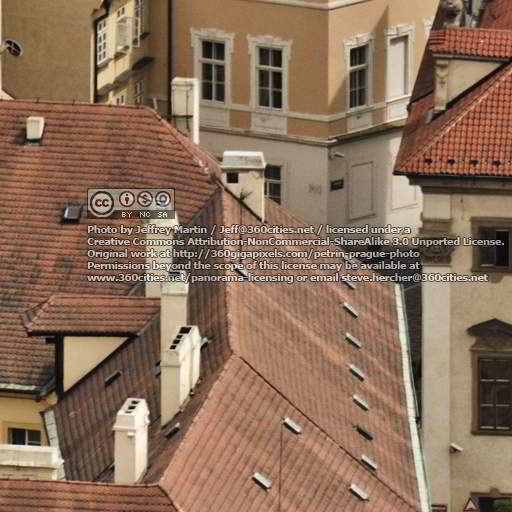 cc BY NC SA
Photo by Jeffrey Martin / Jeff@360cities.net / licensed under a
Creative Commons Attribution-NonCommercial-ShareAlike 3.0 Unported License.
Original work at http://360gigapixels.com/petrin-prague-photo
Permissions beyond the scope of this license may be available at
www.360cities.net/panorama-licensing or email steve.hercher@360cities.net